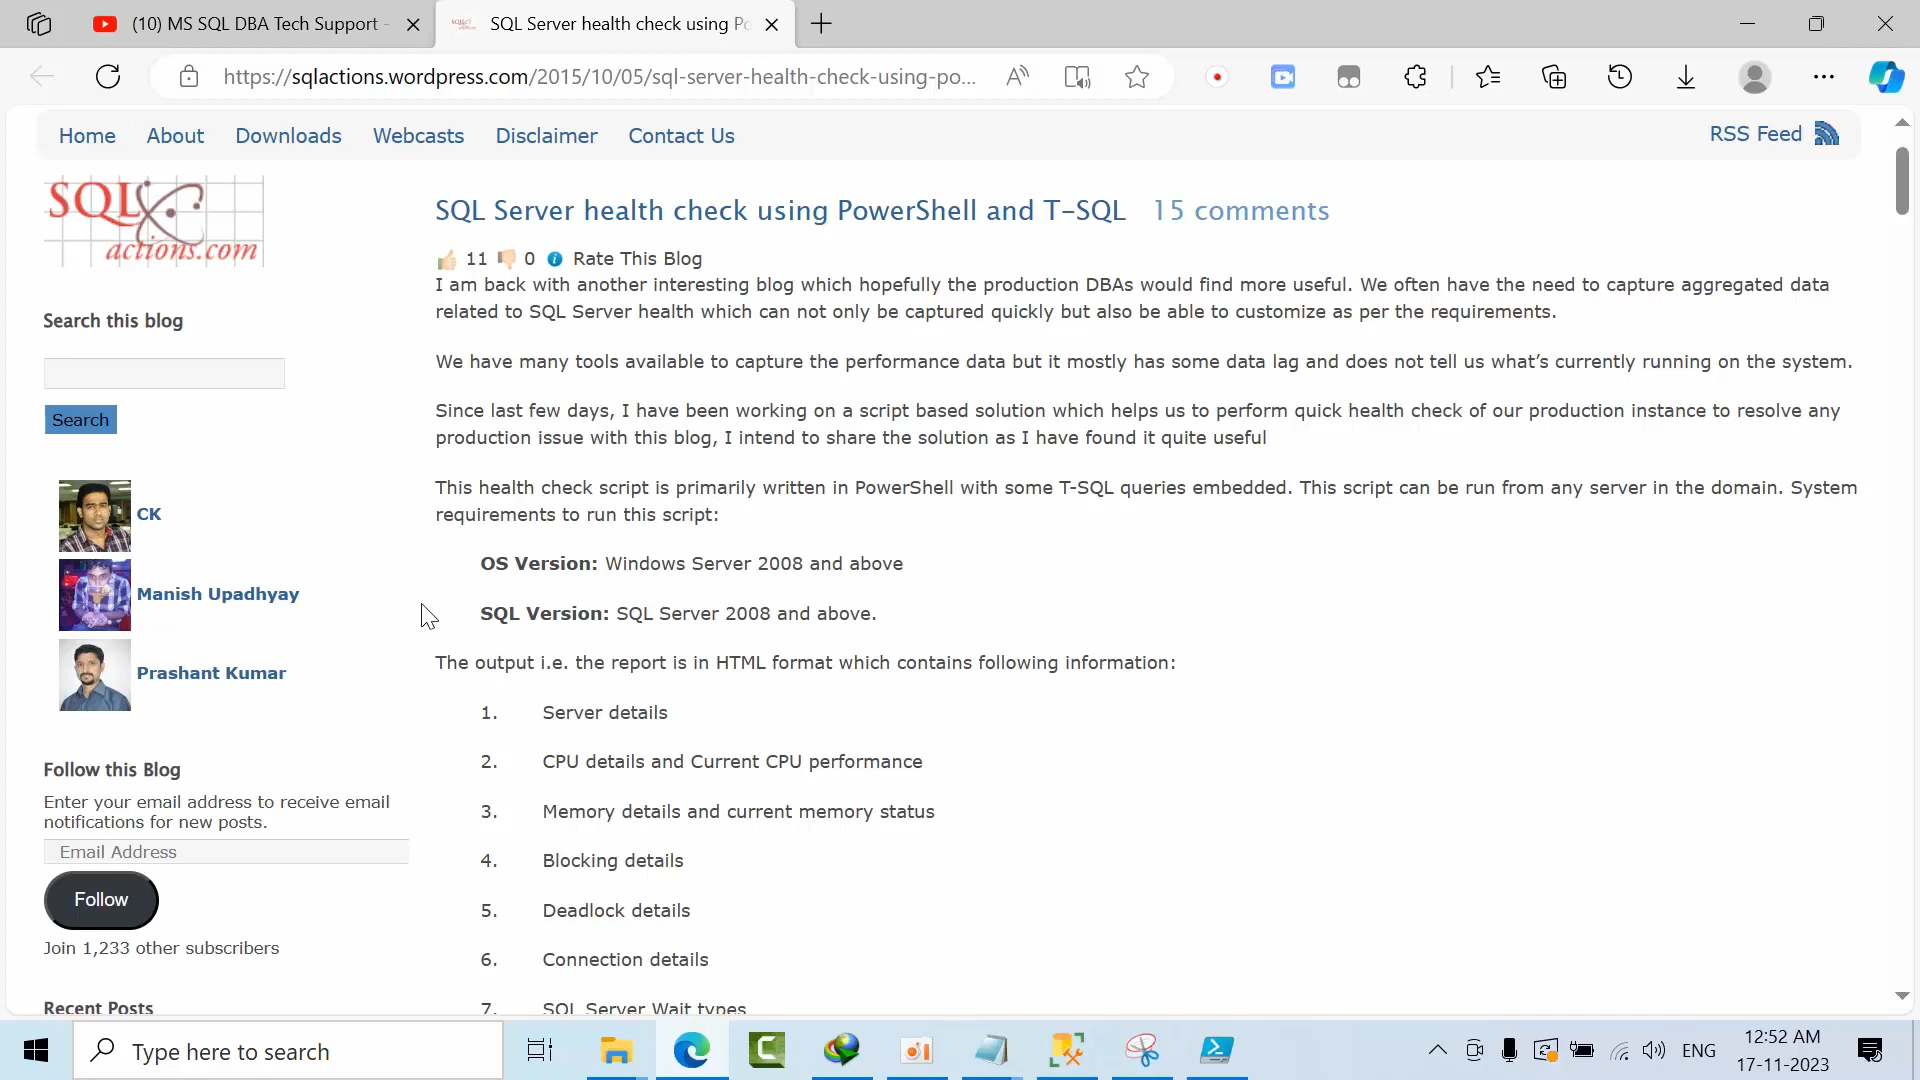 (10) MS SQL DBA Tech Support -
SQL Server health check using Po
https://sqlactions.wordpress.com/2015/10/05/sql-server-health-check-using-po...
Home About Downloads Webcasts Disclaimer Contact Us RSS Feed
SQL
actions.com
SQL Server health check using PowerShell and T-SQL 15 comments
11 0 Rate This Blog
I am back with another interesting blog which hopefully the production DBAs would find more useful. We often have the need to capture aggregated data
related to SQL Server health which can not only be captured quickly but also be able to customize as per the requirements.
We have many tools available to capture the performance data but it mostly has some data lag and does not tell us what’s currently running on the system.
Since last few days, I have been working on a script based solution which helps us to perform quick health check of our production instance to resolve any
production issue with this blog, I intend to share the solution as I have found it quite useful
This health check script is primarily written in PowerShell with some T-SQL queries embedded. This script can be run from any server in the domain. System
requirements to run this script:
OS Version: Windows Server 2008 and above
SQL Version: SQL Server 2008 and above.
The output i.e. the report is in HTML format which contains following information:
1. Server details
2. CPU details and Current CPU performance
3. Memory details and current memory status
4. Blocking details
5. Deadlock details
6. Connection details
7. SQL Server Wait types
Search this blog
Search
CK
Manish Upadhyay
Prashant Kumar
Follow this Blog
Enter your email address to receive email
notifications for new posts.
Email Address
Follow
Join 1,233 other subscribers
Recent Posts
Type here to search
ENG
12:52 AM
17-11-2023